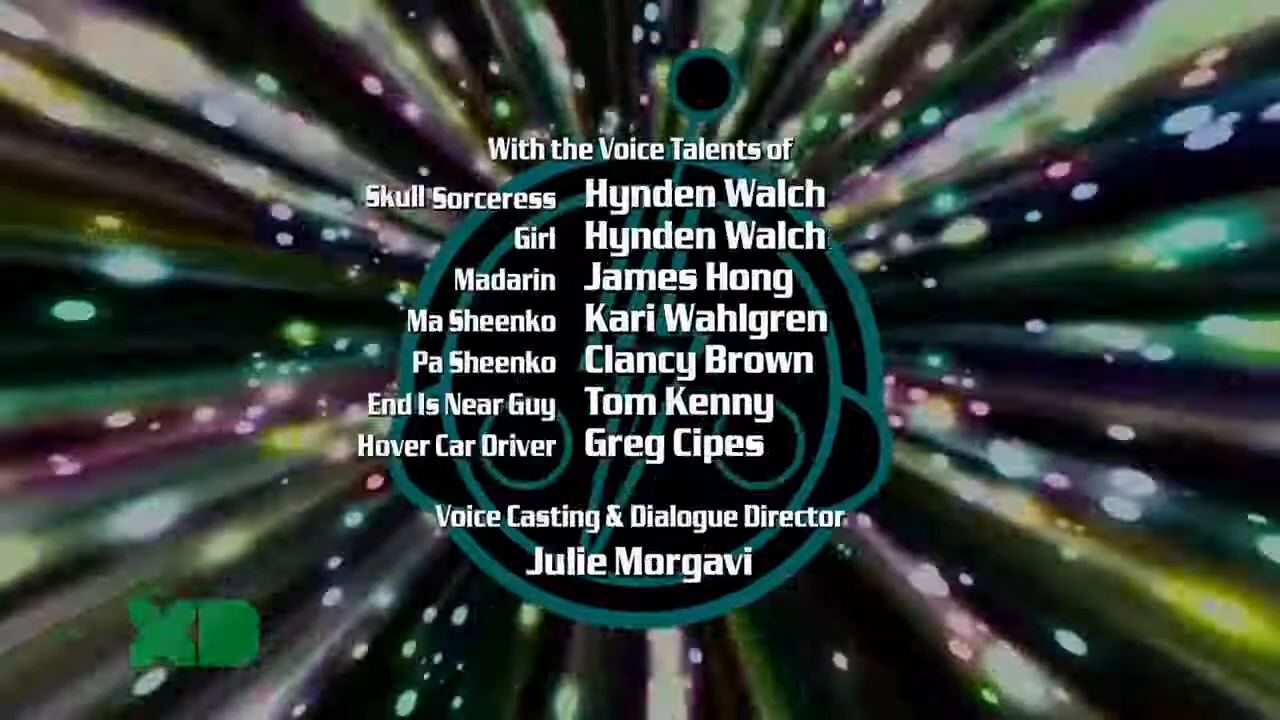 With the Voice Talents of
Skull Sorceress Hynden Walch
Girl Hynden Walch
Madarin James Hong
Ma Sheenko Kari Wahlgren
Pa Sheenko Clancy Brown
End Is Near Guy Tom Kenny
Hover Car Driver Greg Cipes
Voice Casting & Dialogue Director
Julie Morgavi
XD